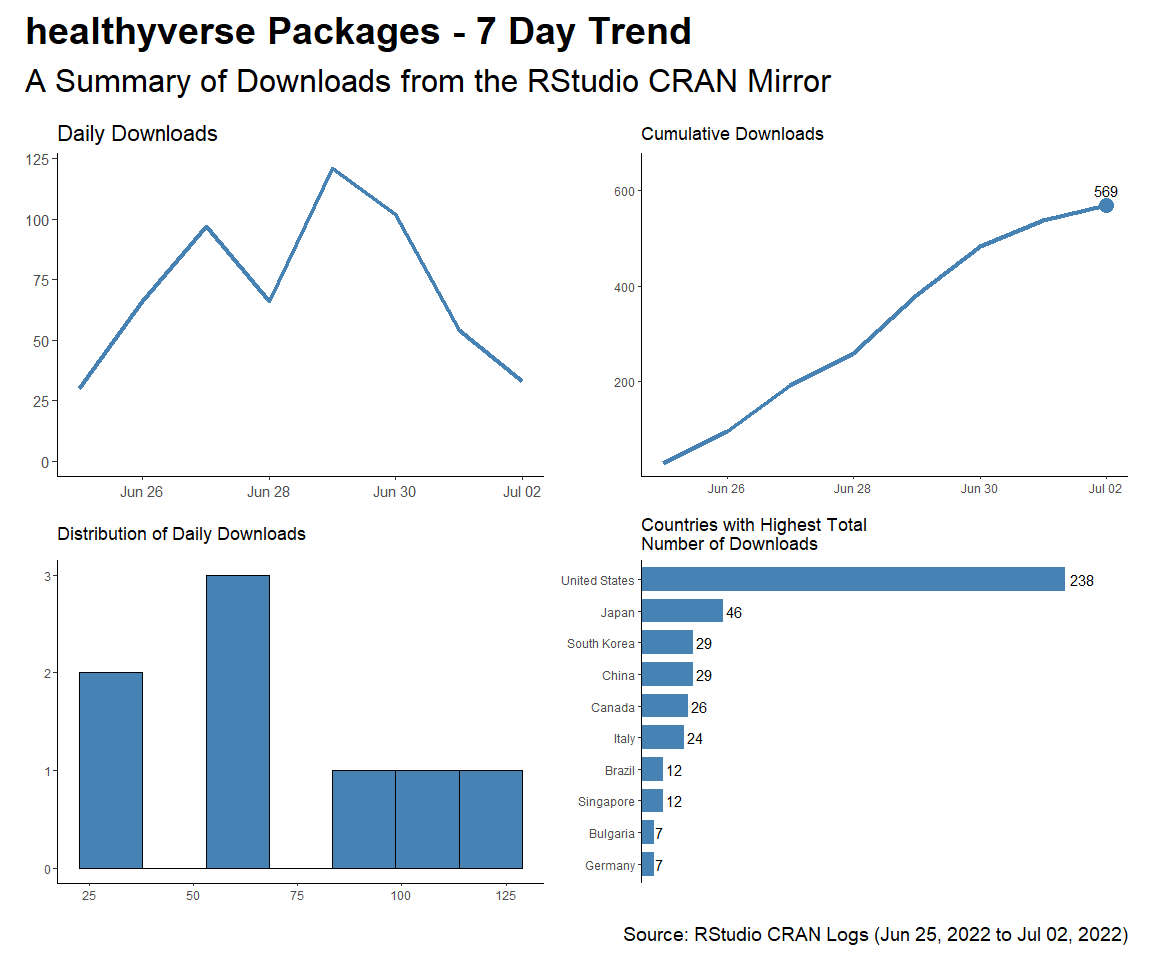 healthyverse Packages - 7 Day Trend
A Summary of Downloads from the RStudio CRAN Mirror
Daily Downloads
125
100
75
50
25
0
Jun 26 Jun 28 Jun 30 Jul 02
Cumulative Downloads
600
400
200
569
Jun 26 Jun 28 Jun 30 Jul 02
Distribution of Daily Downloads
3
2
1
0
25 50 75 100 125
Countries with Highest Total
Number of Downloads
United States 238
Japan 46
South Korea 29
China 29
Canada 26
Italy 24
Brazil 12
Singapore 12
Bulgaria 7
Germany 7
Source: RStudio CRAN Logs (Jun 25, 2022 to Jul 02, 2022)